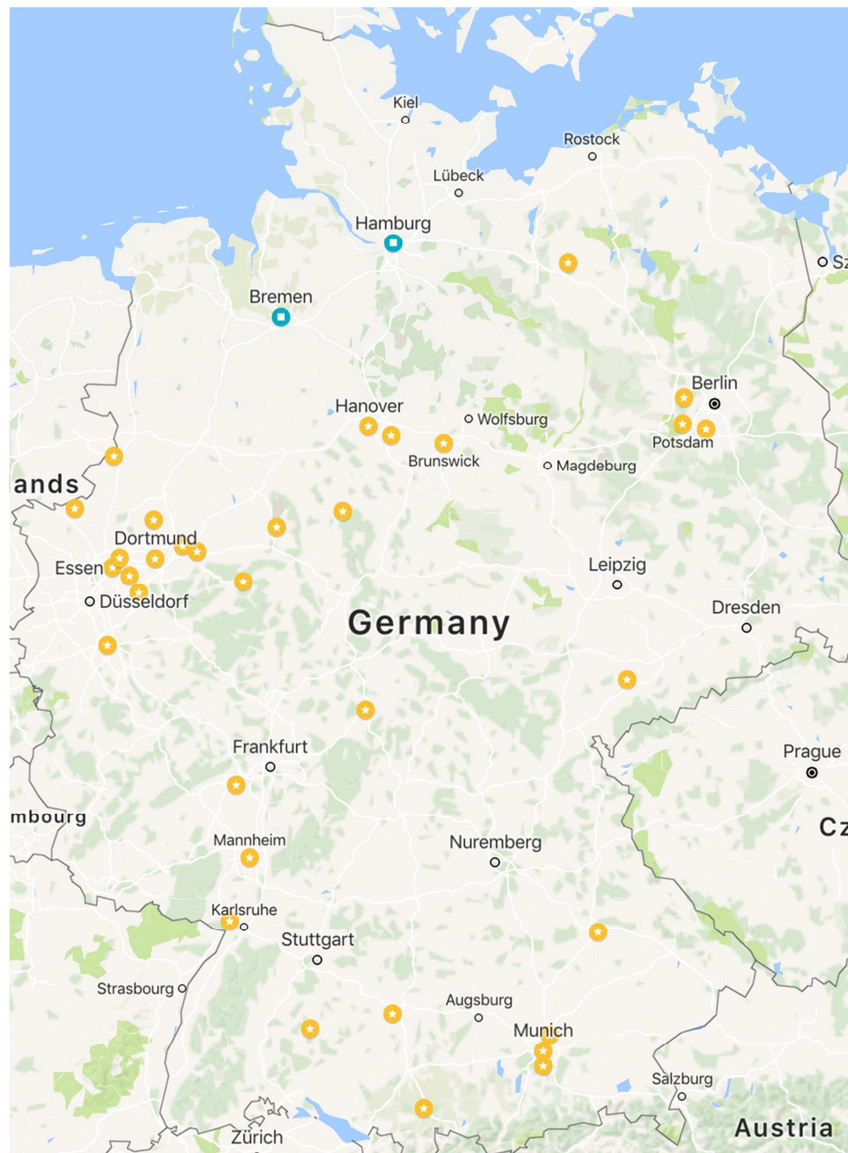 Kiel
Rostock
Lübeck
Hamburg
Sz
Bremen
Berlin
Hanover
Wolfsburg
Potsdam
Brunswick
Magdeburg
ands
Dortmund
Essen
Leipzig
Düsseldorf
Dresden
Germany
Frankfurt
Prague
mbourg
Cz
Mannheim
Nuremberg
Karlsruhe
Stuttgart
Strasbourg
Augsburg
Munich
Salzburg
Austria
Zürich